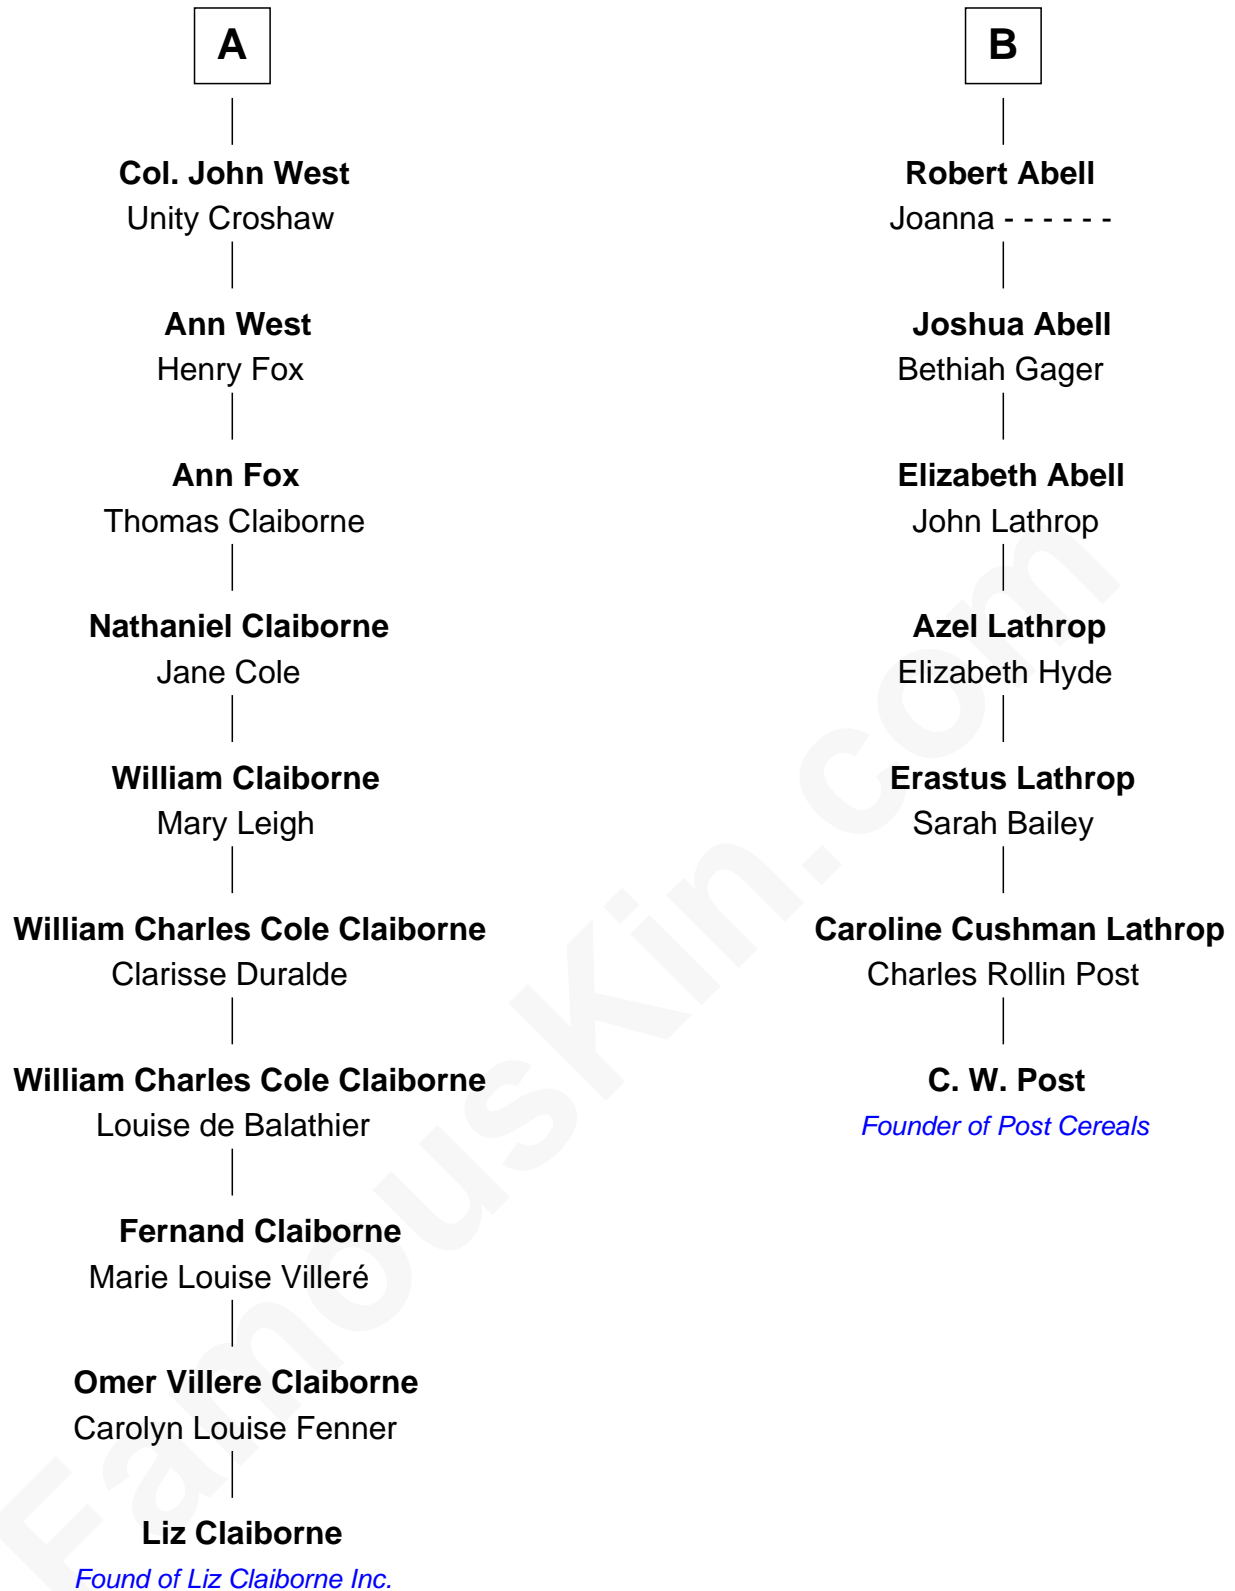 A
Col. John West
Unity Croshaw
Ann West
Henry Fox
Ann Fox
Thomas Claiborne
Nathaniel Claiborne
Jane Cole
William Claiborne
Mary Leigh
William Charles Cole Claiborne
Clarisse Duralde
William Charles Cole Claiborne
Louise de Balathier
Fernand Claiborne
Marie Louise Villeré
Omer Villere Claiborne
Carolyn Louise Fenner
Liz Claiborne
Found of Liz Claiborne Inc.
B
Robert Abell
Joanna - - - - - -
Joshua Abell
Bethiah Gager
Elizabeth Abell
John Lathrop
Azel Lathrop
Elizabeth Hyde
Erastus Lathrop
Sarah Bailey
Caroline Cushman Lathrop
Charles Rollin Post
C. W. Post
Founder of Post Cereals
FamousKin.com